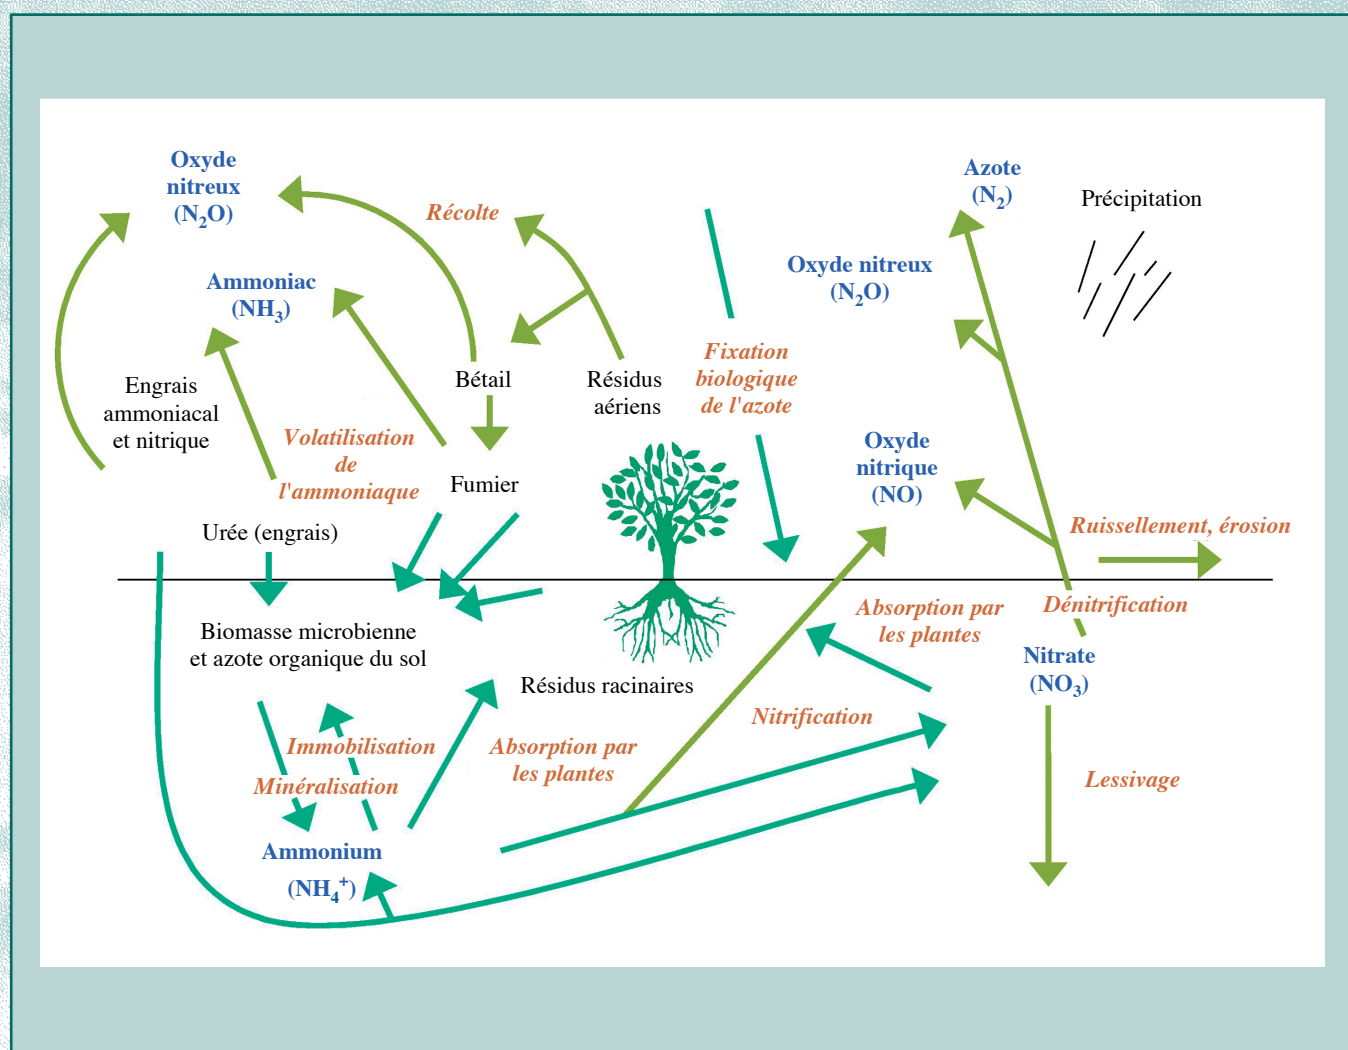 Oxyde
nitreux
(N₂O)
Récolte
Azote
(N₂)
Précipitation
Ammoniac
(NH₃)
Oxyde nitreux
(N₂O)
Fixation
biologique
de l'azote
Engrais
ammoniacal
et nitrique
Bétail
Résidus
aériens
Volatilisation
de
l'ammoniaque
Fumier
Oxyde
nitrique
(NO)
Urée (engrais)
Ruissellement, érosion
Biomasse microbienne
et azote organique du sol
Absorption par
les plantes
Dénitrification
Nitrate
(NO₃)
Résidus racinaires
Nitrification
Immobilisation
Minéralisation
Absorption par
les plantes
Lessivage
Ammonium
(NH₄⁺)